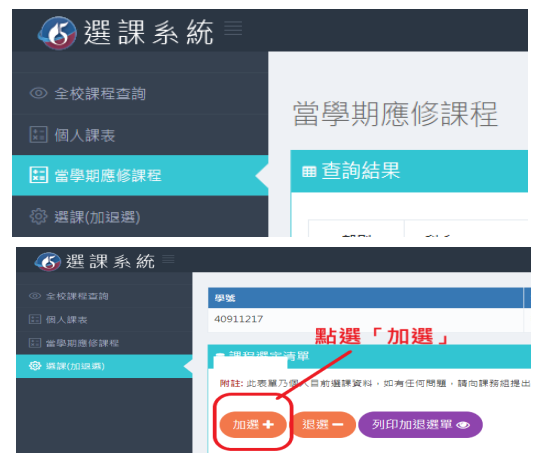 選課系統
全校課程查詢
個人課表
當學期應修課程
選課(加退選)
當學期應修課程
查詢結果
選課系統
全校課程查詢
個人課表
當學期應修課程
選課(加退選)
學號
40911217
點選「加選」
課程選定清單
附註: 此表單乃個人目前選課資料，如有任何問題，請向課務組提出
加選
退選
列印加退選單